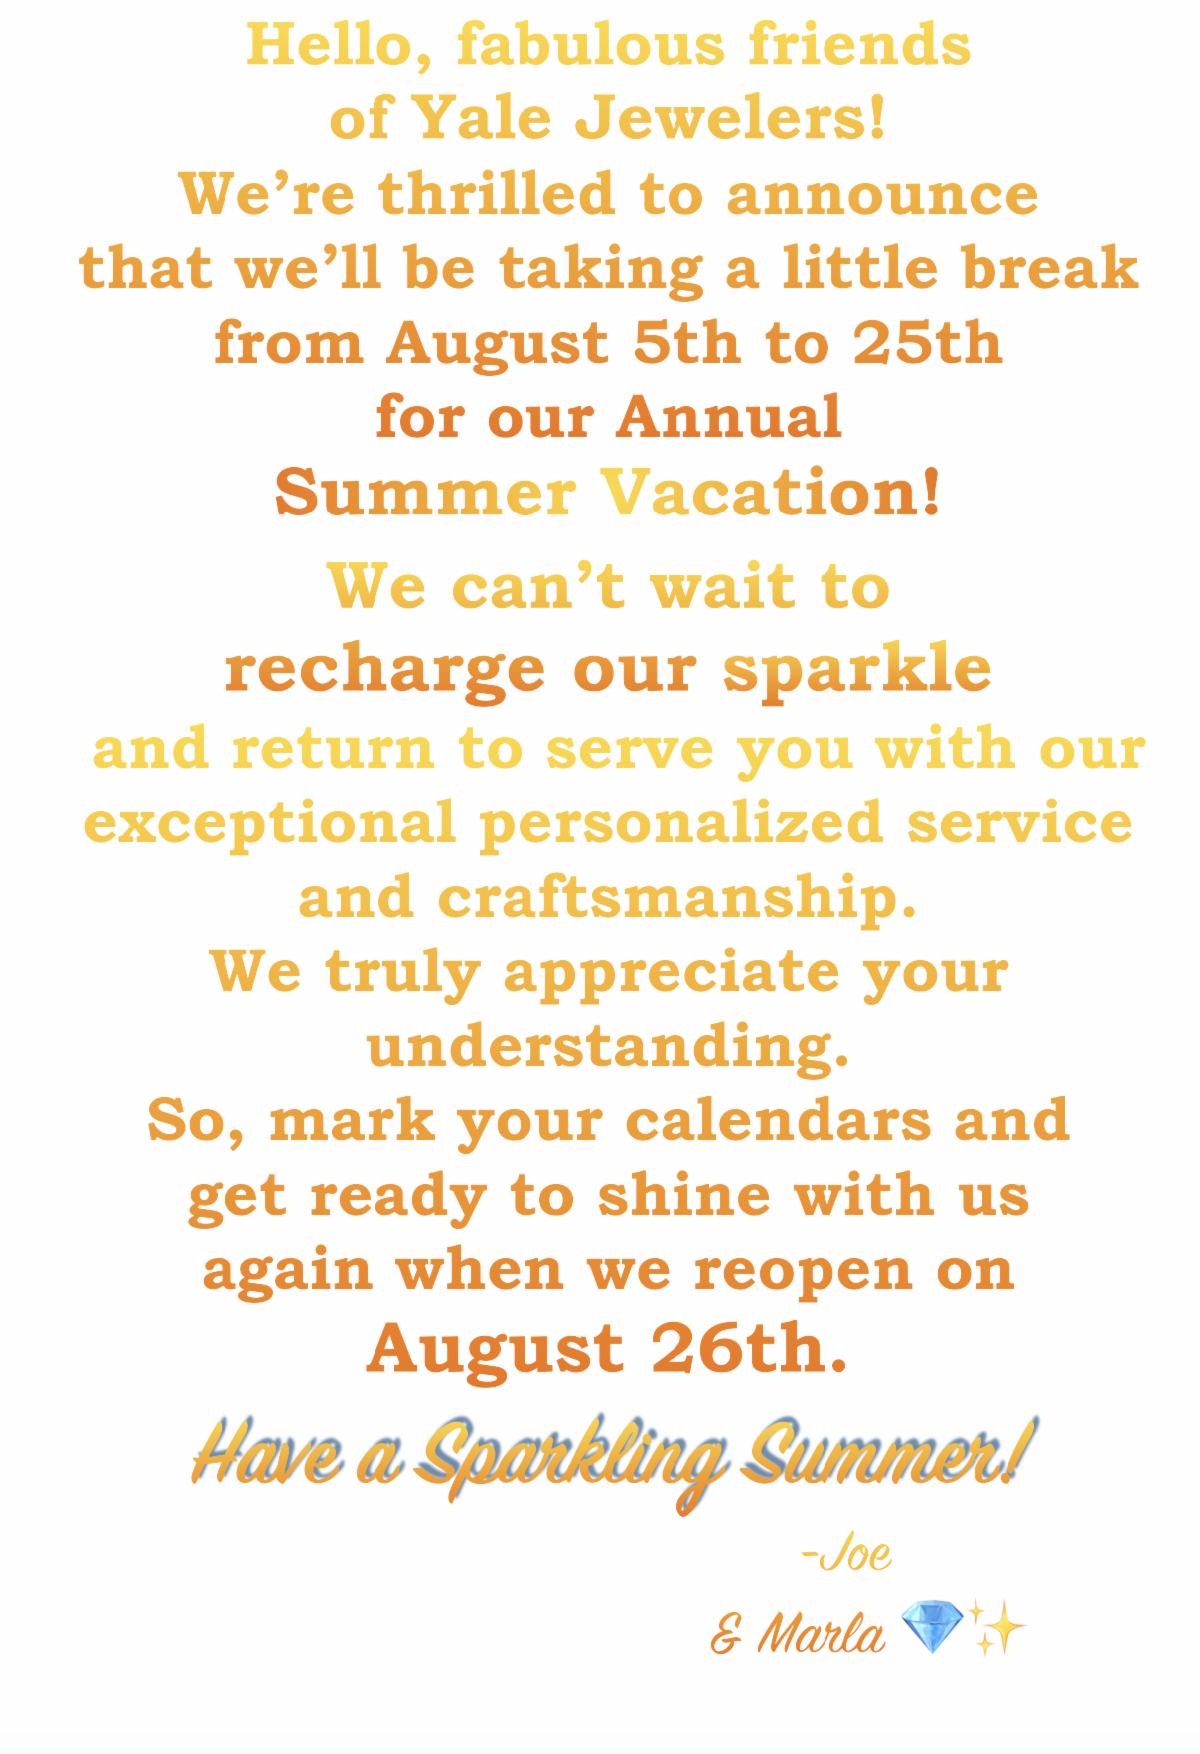 Hello, fabulous friends
of Yale Jewelers!
We’re thrilled to announce
that we’ll be taking a little break
from August 5th to 25th
for our Annual
Summer Vacation!
We can’t wait to
recharge our sparkle
and return to serve you with our
exceptional personalized service
and craftsmanship.
We truly appreciate your
understanding.
So, mark your calendars and
get ready to shine with us
again when we reopen on
August 26th.
Have a Sparkling Summer!
-Joe
& Marla 💎✨